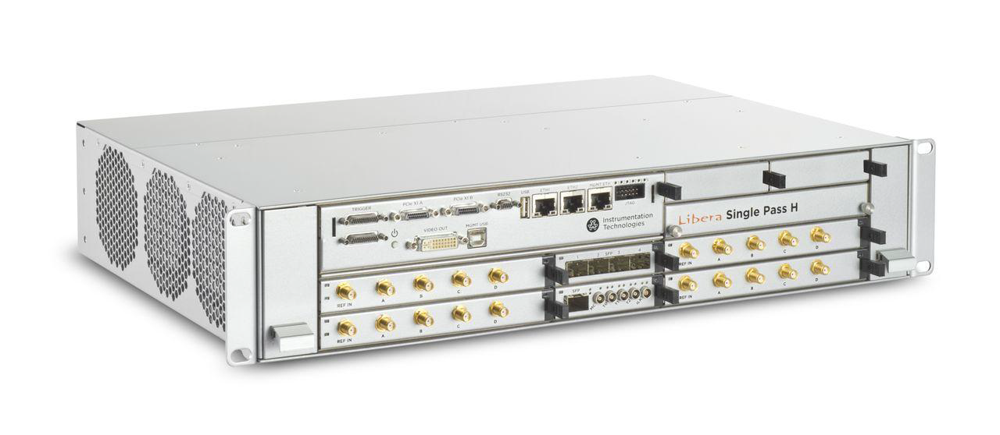 TRIGGER
PCIe X1 A
PCIe X1 B
RS232
USB
ETH1
ETH2
MGMT ETH
JTAG
VIDEO OUT
MGMT USB
Instrumentation
Technologies
Libera Single Pass H
REF IN A B C D
1 2 SFP 3 4
REF IN A B C D
REF IN A B C D
SFP
REF IN A B C D